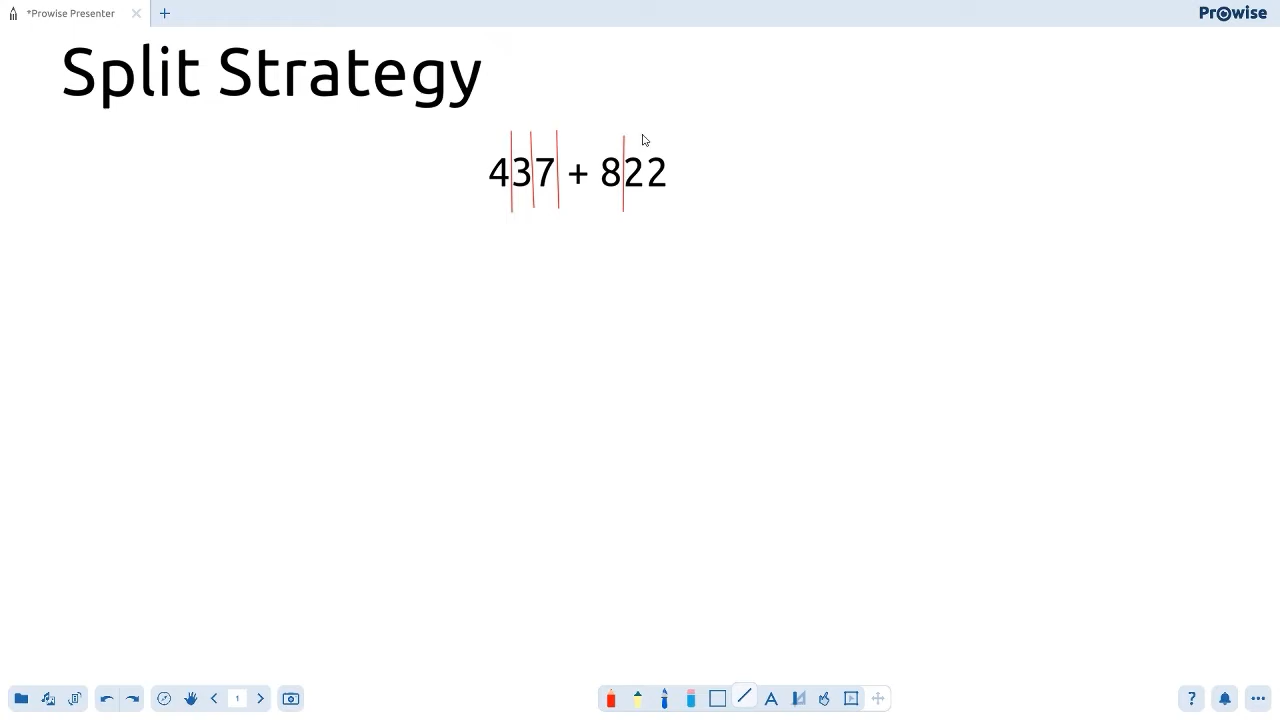 *Prowise Presenter
Prowise
Split Strategy
437 + 822
1